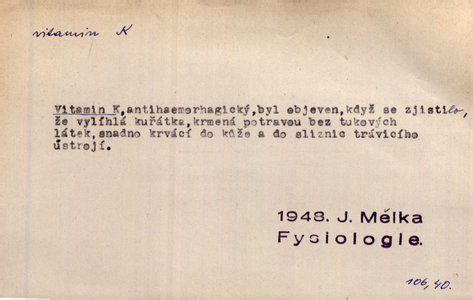 vitamin K
Vitamin K,antihaemorhagický,byl objeven,když se zjistilo,
že vylíhlá kuřátka,krmená potravou bez tukových
látek,snadno krvácí do kůže a do sliznic trávicího
ústrojí.
1948. J. Mělka
Fysiologie.
106,40.